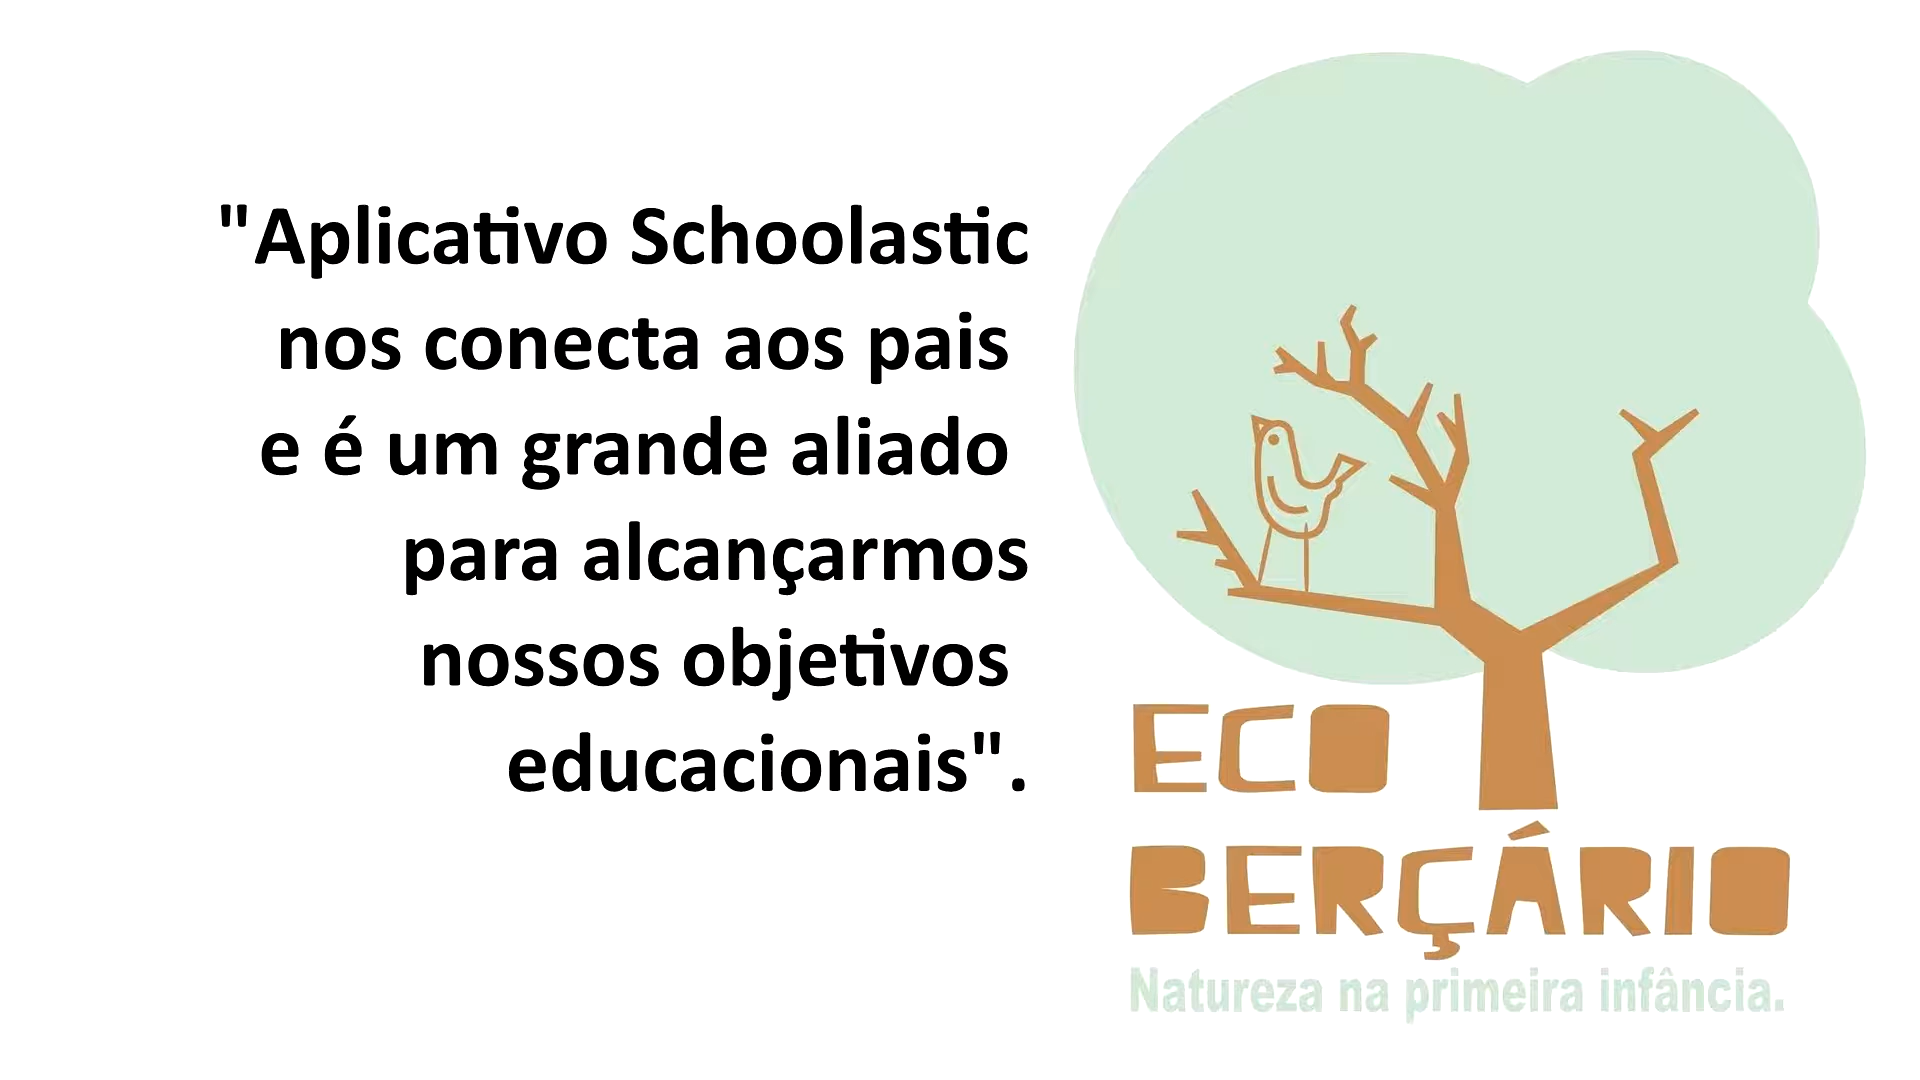 "Aplicativo Schoolastic
nos conecta aos pais
e é um grande aliado
para alcançarmos
nossos objetivos
educacionais".
ECO
BERÇÁRIO
Natureza na primeira infância.